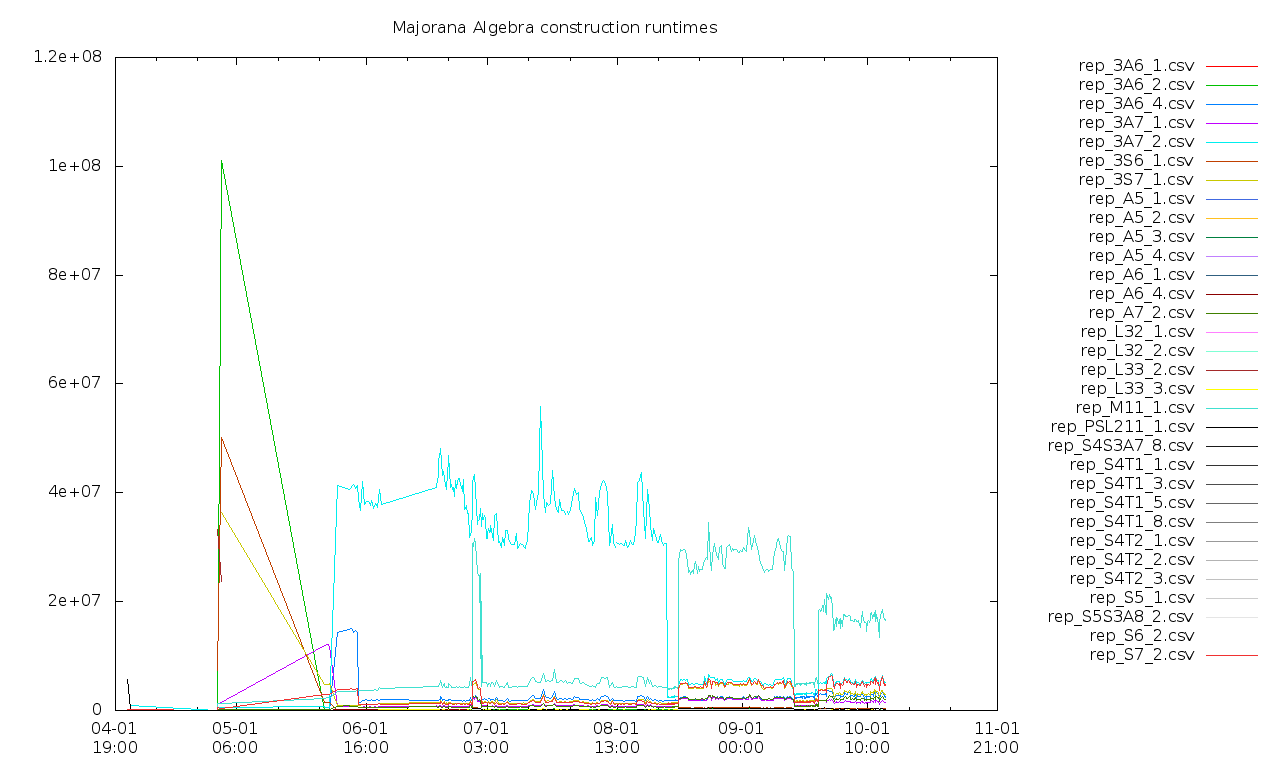 Majorana Algebra construction runtimes
1.2e+08
1e+08
8e+07
6e+07
4e+07
2e+07
0
04-01
19:00
05-01
06:00
06-01
16:00
07-01
03:00
08-01
13:00
09-01
00:00
10-01
10:00
11-01
21:00
rep_3A6_1.csv
rep_3A6_2.csv
rep_3A6_4.csv
rep_3A7_1.csv
rep_3A7_2.csv
rep_3S6_1.csv
rep_3S7_1.csv
rep_A5_1.csv
rep_A5_2.csv
rep_A5_3.csv
rep_A5_4.csv
rep_A6_1.csv
rep_A6_4.csv
rep_A7_2.csv
rep_L32_1.csv
rep_L32_2.csv
rep_L33_2.csv
rep_L33_3.csv
rep_M11_1.csv
rep_PSL211_1.csv
rep_S4S3A7_8.csv
rep_S4T1_1.csv
rep_S4T1_3.csv
rep_S4T1_5.csv
rep_S4T1_8.csv
rep_S4T2_1.csv
rep_S4T2_2.csv
rep_S4T2_3.csv
rep_S5_1.csv
rep_S5S3A8_2.csv
rep_S6_2.csv
rep_S7_2.csv